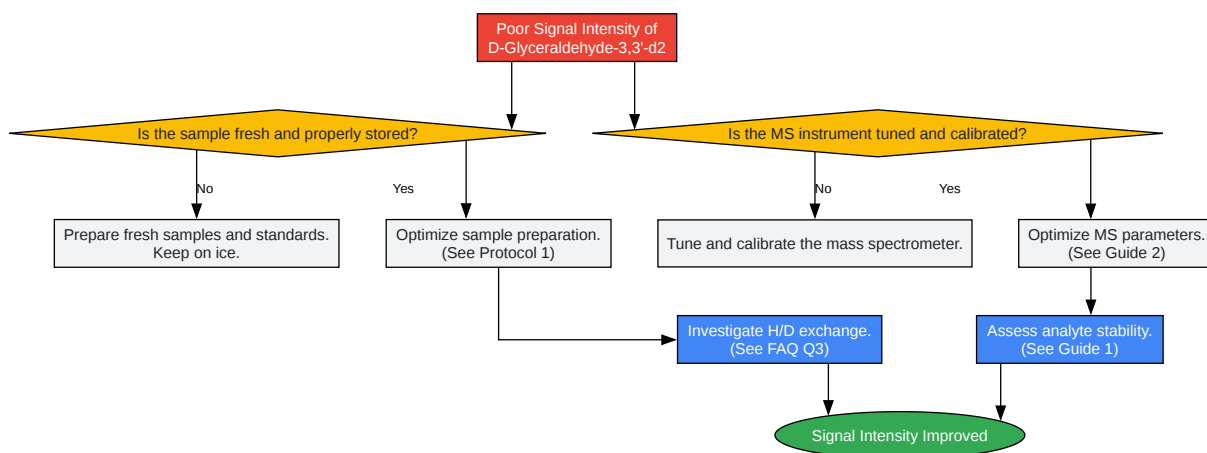 Poor Signal Intensity of
D-Glyceraldehyde-3,3'-d2
Is the sample fresh and properly stored?
Is the MS instrument tuned and calibrated?
No
Yes
No
Yes
Prepare fresh samples and standards.
Keep on ice.
Optimize sample preparation.
(See Protocol 1)
Tune and calibrate the mass spectrometer.
Optimize MS parameters.
(See Guide 2)
Investigate H/D exchange.
(See FAQ Q3)
Assess analyte stability.
(See Guide 1)
Signal Intensity Improved